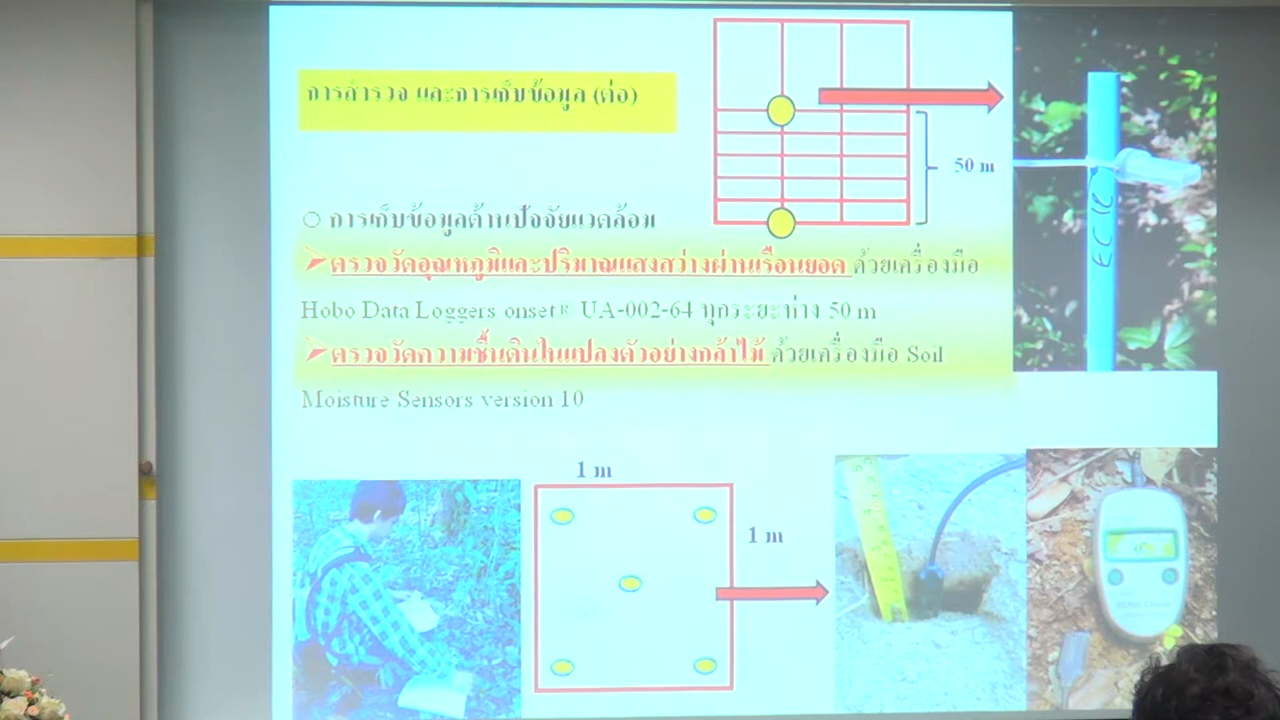 การสำรวจ และการเก็บข้อมูล (ต่อ)
50 m
○ การเก็บข้อมูลด้านปัจจัยแวดล้อม
➢ตรวจวัดอุณหภูมิและปริมาณแสงสว่างผ่านเรือนยอด ด้วยเครื่องมือ
Hobo Data Loggers onset® UA-002-64 ทุกระยะห่าง 50 m
➢ตรวจวัดความชื้นดินในแปลงตัวอย่างกล้าไม้ ด้วยเครื่องมือ Soil
Moisture Sensors version 10
1 m
1 m